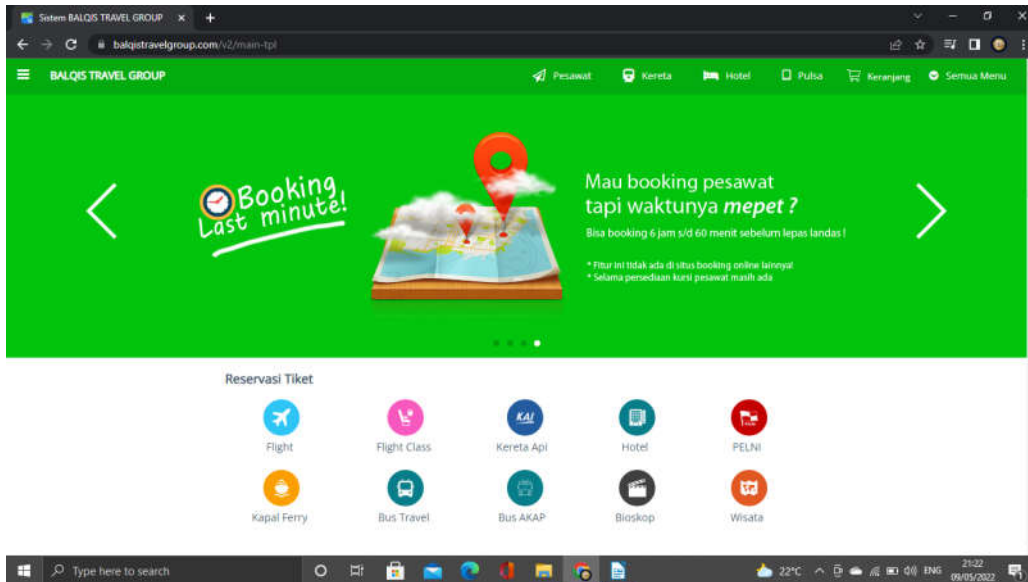 Sistem BALQIS TRAVEL GROUP
balqistravelgroup.com/v2/main-tpl
BALQIS TRAVEL GROUP
Pesawat
Kereta
Hotel
Pulsa
Keranjang
Semua Menu
Booking
Last minute!
Mau booking pesawat
tapi waktunya mepet ?
Bisa booking 6 jam s/d 60 menit sebelum lepas landas !
* Fitur ini tidak ada di situs booking online lainnya!
* Selama persediaan kursi pesawat masih ada
Reservasi Tiket
Flight
Flight Class
KAI
Kereta Api
Hotel
PELNI
Kapal Ferry
Bus Travel
Bus AKAP
Bioskop
Wisata
Type here to search
22°C
ENG
21:22
09/05/2022